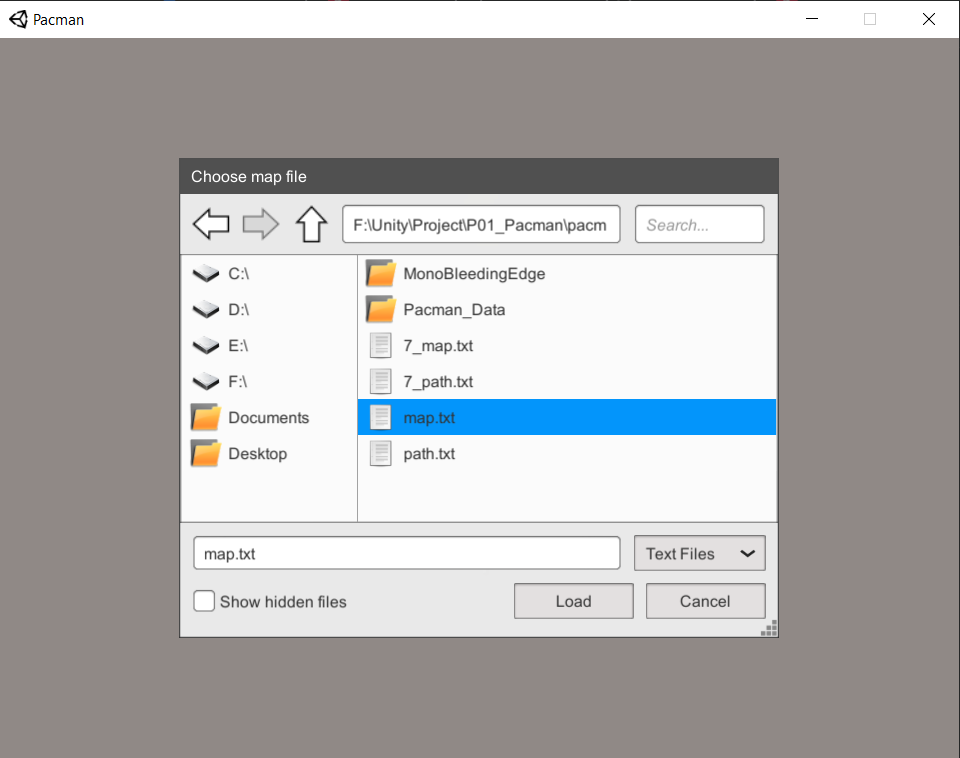 Pacman
Choose map file
F:\Unity\Project\P01_Pacman\pacm
Search...
C:\
D:\
E:\
F:\
Documents
Desktop
MonoBleedingEdge
Pacman_Data
7_map.txt
7_path.txt
map.txt
path.txt
map.txt
Text Files
Show hidden files
Load
Cancel